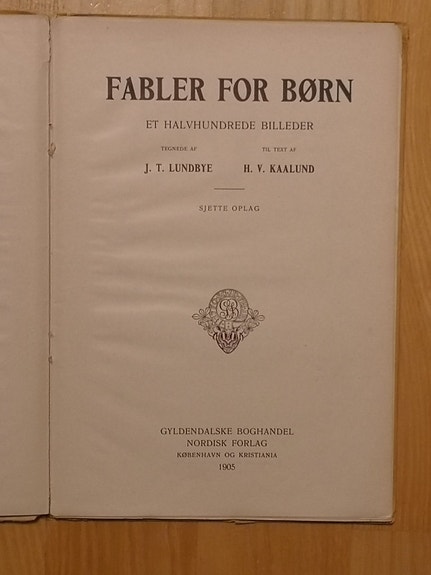 FABLER FOR BØRN
ET HALVHUNDREDE BILLEDER
TEGNEDE AF TIL TEXT AF
J. T. LUNDBYE H. V. KAALUND
SJETTE OPLAG
GYLDENDALSKE BOGHANDEL
NORDISK FORLAG
KØBENHAVN OG KRISTIANIA
1905